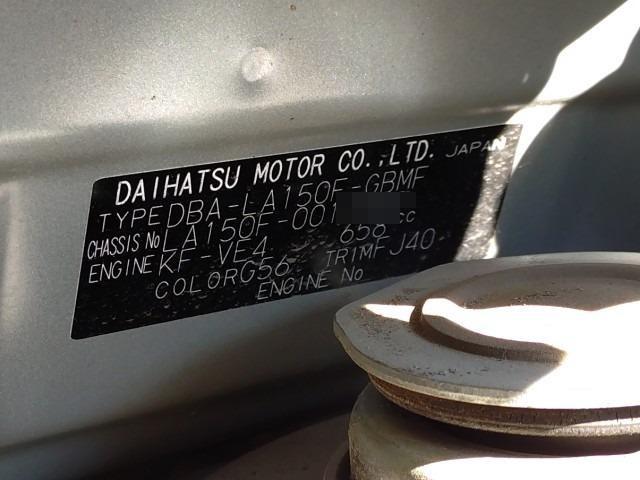 DAIHATSU MOTOR CO.,LTD. JAPAN
TYPE DBA-LA150F-GBMF
CHASSIS No LA150F-001
ENGINE KF-VE4 658 cc
COLOR G56 TRIM FJ40
ENGINE No